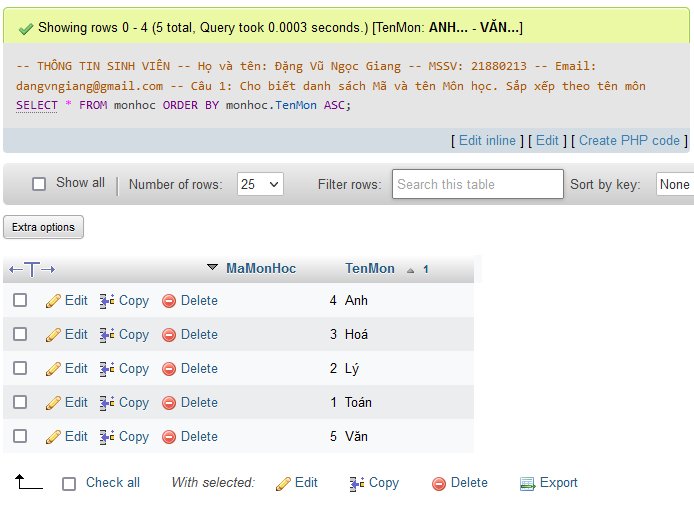 Showing rows 0 - 4 (5 total, Query took 0.0003 seconds.) [TenMon: ANH... - VĂN...]
-- THÔNG TIN SINH VIÊN -- Họ và tên: Đặng Vũ Ngọc Giang -- MSSV: 21880213 -- Email:
dangvngiang@gmail.com -- Câu 1: Cho biết danh sách Mã và tên Môn học. Sắp xếp theo tên môn
SELECT * FROM monhoc ORDER BY monhoc.TenMon ASC;
[ Edit inline ] [ Edit ] [ Create PHP code ]
Show all Number of rows: 25 Filter rows: Search this table Sort by key: None
Extra options
←T→ MaMonHoc TenMon 1
Edit Copy Delete 4 Anh
Edit Copy Delete 3 Hoá
Edit Copy Delete 2 Lý
Edit Copy Delete 1 Toán
Edit Copy Delete 5 Văn
Check all With selected: Edit Copy Delete Export